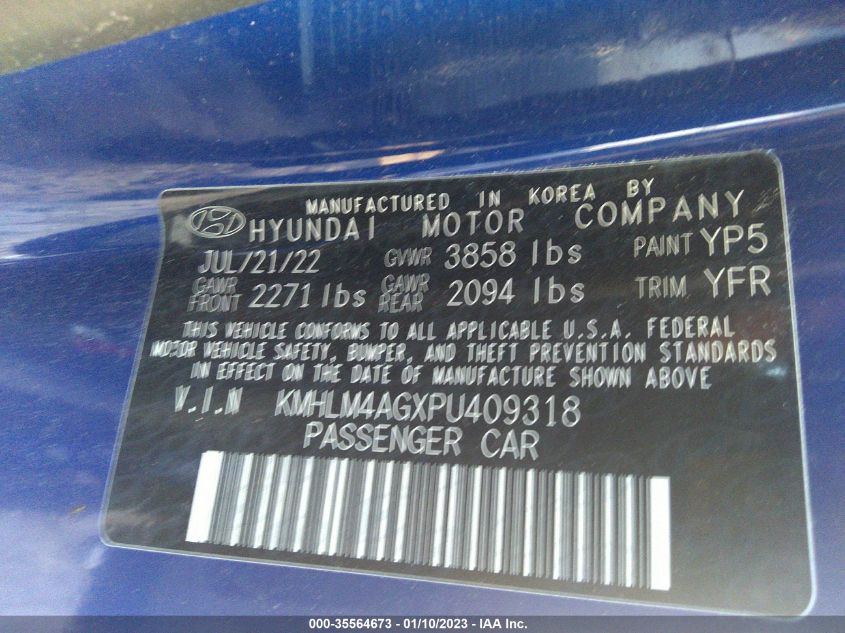 MANUFACTURED IN KOREA BY
HYUNDAI MOTOR COMPANY
JUL/21/22 GVWR 3858 lbs PAINT YP5
GAWR FRONT 2271 lbs GAWR REAR 2094 lbs TRIM YFR
THIS VEHICLE CONFORMS TO ALL APPLICABLE U.S.A. FEDERAL
MOTOR VEHICLE SAFETY, BUMPER, AND THEFT PREVENTION STANDARDS
IN EFFECT ON THE DATE OF MANUFACTURE SHOWN ABOVE
V.I.N KMHLM4AGXPU409318
PASSENGER CAR
000-35564673 - 01/10/2023 - IAA Inc.